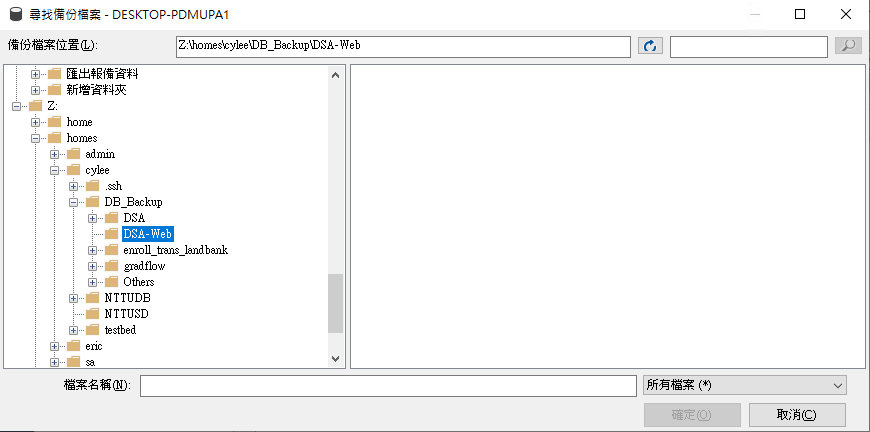 尋找備份檔案 - DESKTOP-PDMUPA1
備份檔案位置(L):
Z:\homes\cylee\DB_Backup\DSA-Web
匯出報備資料
新增資料夾
Z:
home
homes
admin
cylee
.ssh
DB_Backup
DSA
DSA-Web
enroll_trans_landbank
gradflow
Others
NTTUDB
NTTUSD
testbed
eric
sa
檔案名稱(N):
所有檔案 (*)
確定(O)
取消(C)